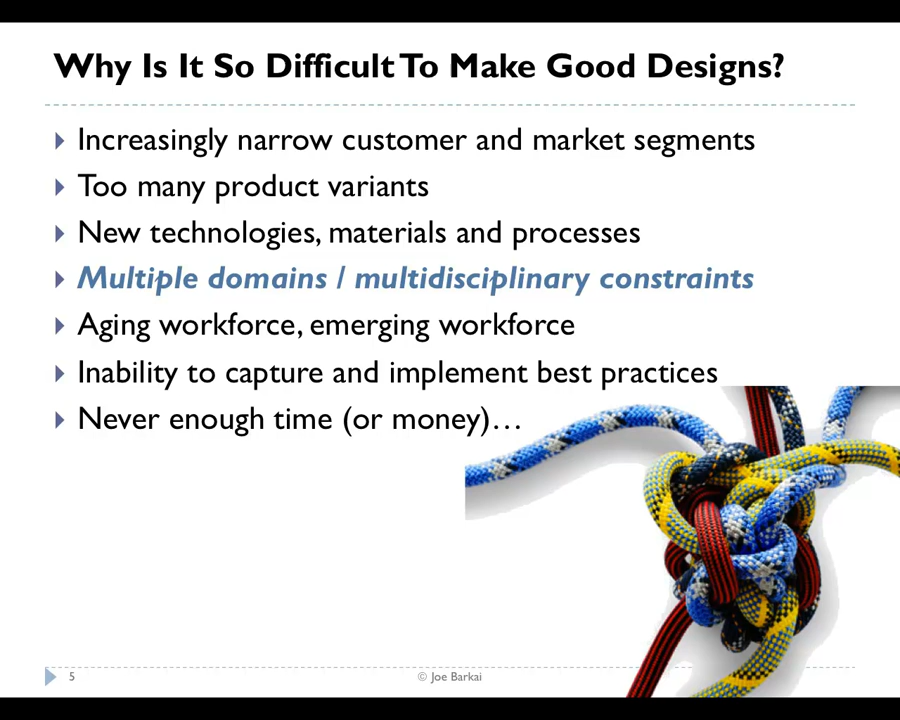 Why Is It So Difficult To Make Good Designs?
Increasingly narrow customer and market segments
Too many product variants
New technologies, materials and processes
Multiple domains / multidisciplinary constraints
Aging workforce, emerging workforce
Inability to capture and implement best practices
Never enough time (or money)…
5
© Joe Barkai